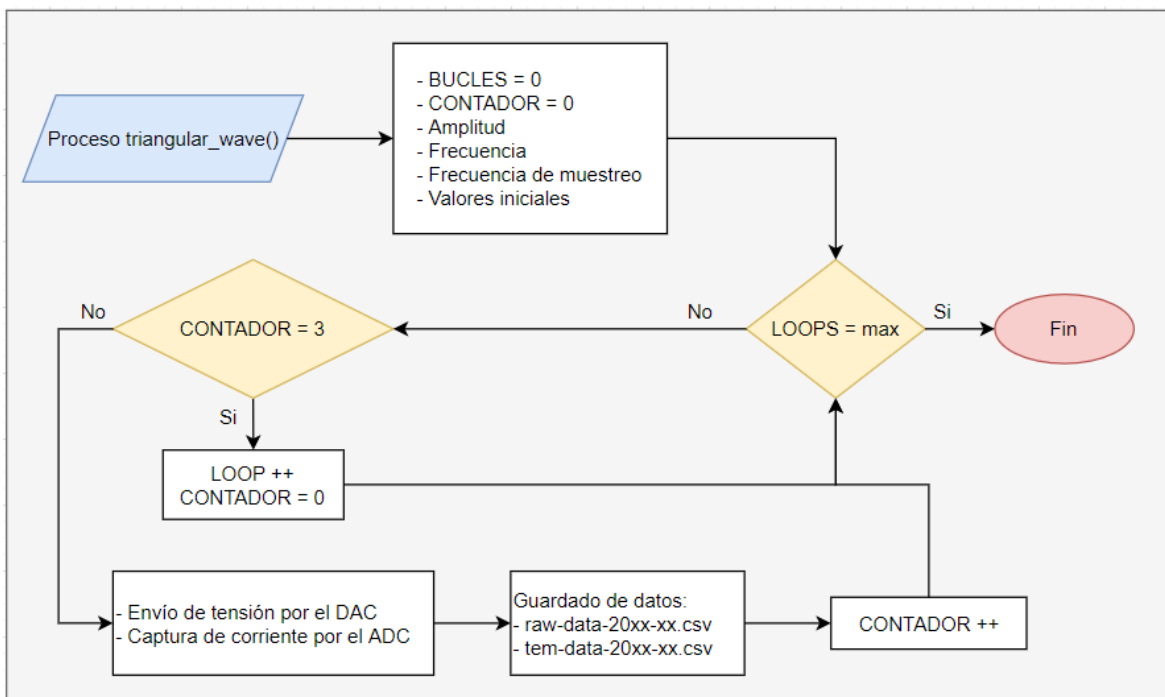 Proceso triangular_wave()
- BUCLES = 0
- CONTADOR = 0
- Amplitud
- Frecuencia
- Frecuencia de muestreo
- Valores iniciales
No
CONTADOR = 3
No
LOOPS = max
Si
Fin
Si
LOOP ++
CONTADOR = 0
- Envío de tensión por el DAC
- Captura de corriente por el ADC
Guardado de datos:
- raw-data-20xx-xx.csv
- tem-data-20xx-xx.csv
CONTADOR ++